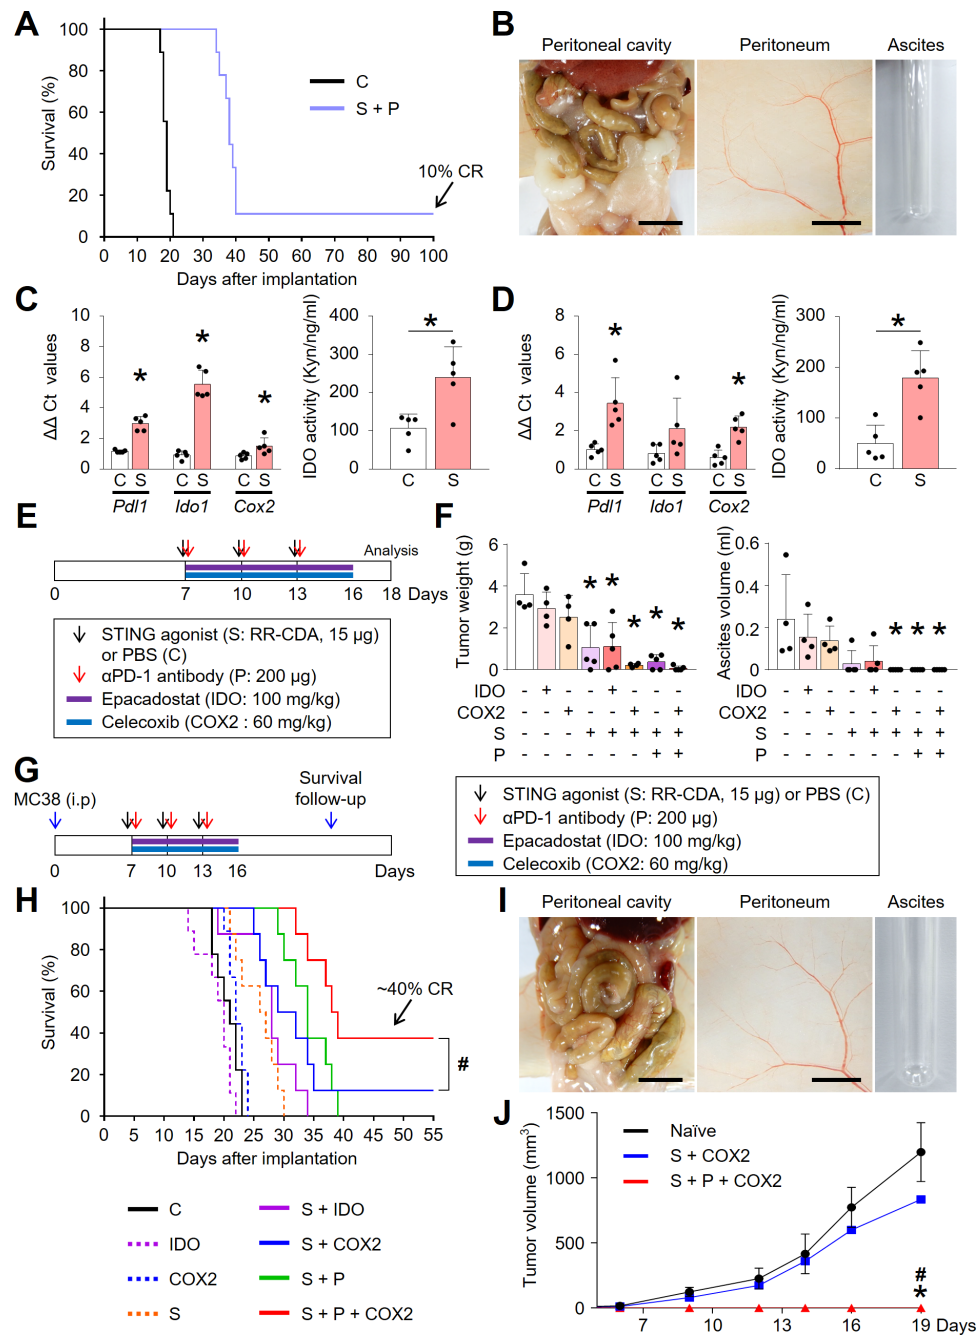 A
Survival (%)
100
80
60
40
20
0
C
S + P
10% CR
0 10 20 30 40 50 60 70 80 90 100
Days after implantation
B
Peritoneal cavity Peritoneum Ascites
C
ΔΔ Ct values
10
8
6
4
2
0
* * *
C S C S C S
Pdl1 Ido1 Cox2
IDO activity (Kyn/ng/ml)
400
300
200
100
0
*
C S
D
ΔΔ Ct values
8
6
4
2
0
* *
C S C S C S
Pdl1 Ido1 Cox2
IDO activity (Kyn/ng/ml)
300
200
100
0
*
C S
E
Analysis
0 7 10 13 16 18 Days
STING agonist (S: RR-CDA, 15 µg)
or PBS (C)
αPD-1 antibody (P: 200 µg)
Epacadostat (IDO: 100 mg/kg)
Celecoxib (COX2 : 60 mg/kg)
F
Tumor weight (g)
6
4
2
0
* * * * *
IDO - + - - + - - -
COX2 - - + - - + - +
S - - - + + + + +
P - - - - - - + +
Ascites volume (ml)
0.6
0.4
0.2
0
* * *
IDO - + - - + - - -
COX2 - - + - - + - +
S - - - + + + + +
P - - - - - - + +
G
MC38 (i.p)
Survival
follow-up
0 7 10 13 16 Days
STING agonist (S: RR-CDA, 15 µg) or PBS (C)
αPD-1 antibody (P: 200 µg)
Epacadostat (IDO: 100 mg/kg)
Celecoxib (COX2: 60 mg/kg)
H
Survival (%)
100
80
60
40
20
0
~40% CR
#
0 5 10 15 20 25 30 35 40 45 55
Days after implantation
C
IDO
COX2
S
S + IDO
S + COX2
S + P
S + P + COX2
I
Peritoneal cavity Peritoneum Ascites
J
Tumor volume (mm3)
1500
1000
500
0
Naïve
S + COX2
S + P + COX2
#
*
7 10 13 16 19 Days